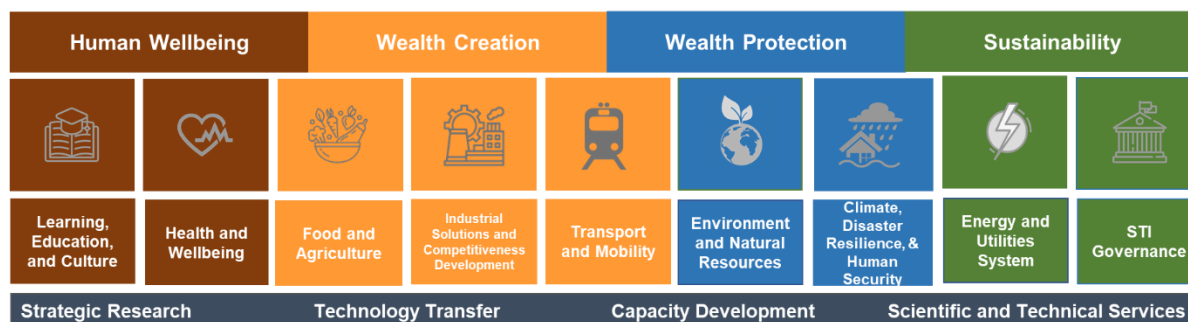 Human Wellbeing
Wealth Creation
Wealth Protection
Sustainability
Learning,
Education,
and Culture
Health and
Wellbeing
Food and
Agriculture
Industrial
Solutions and
Competitiveness
Development
Transport
and Mobility
Environment
and Natural
Resources
Climate,
Disaster
Resilience, &
Human
Security
Energy and
Utilities
System
STI
Governance
Strategic Research
Technology Transfer
Capacity Development
Scientific and Technical Services